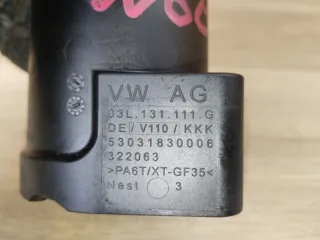 VW AG
03L.131.111.G
DE/V110/KKK
53031830006
322063
>PA6T/XT-GF35<
Nest 3